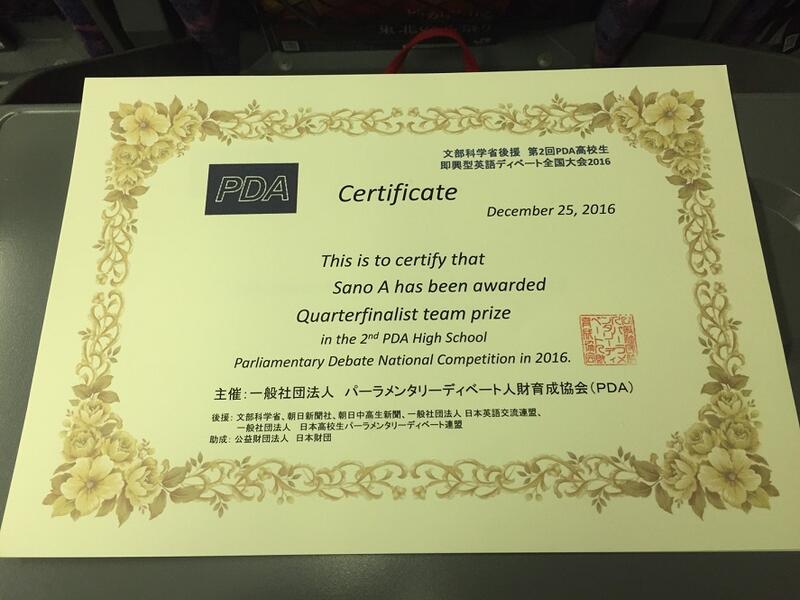 文部科学省後援 第2回PDA高校生
即興型英語ディベート全国大会2016
PDA
Certificate
December 25, 2016
This is to certify that
Sano A has been awarded
Quarterfinalist team prize
in the 2nd PDA High School
Parliamentary Debate National Competition in 2016.
主催:一般社団法人 パーラメンタリーディベート人財育成協会(PDA)
後援: 文部科学省、朝日新聞社、朝日中高生新聞、一般社団法人 日本英語交流連盟、
一般社団法人 日本高校生パーラメンタリーディベート連盟
助成: 公益財団法人 日本財団